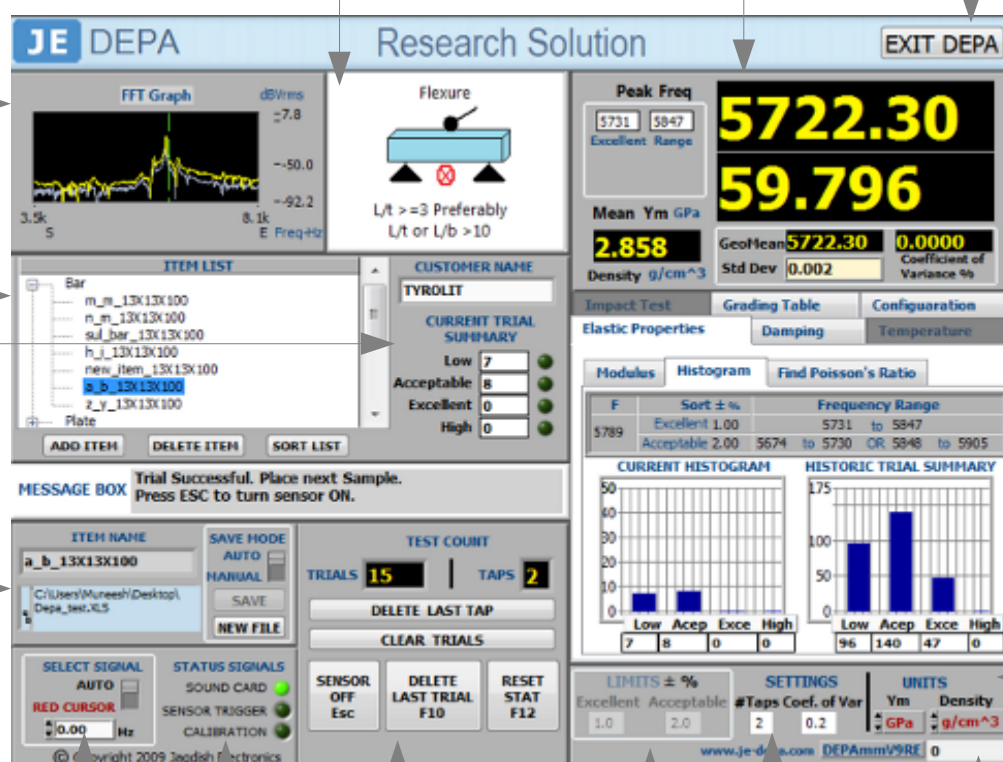 JE DEPA
Research Solution
EXIT DEPA
FFT Graph
dBVrms
-7.8
-50.0
-92.2
3.5k
8.1k
S
E
Freq-Hz
Flexure
L/t >=3 Preferably
L/t or L/b >10
Peak Freq
5731 5847
Excellent Range
5722.30
59.796
Mean Ym GPa
2.858
Density g/cm^3
GeoMean 5722.30
0.0000
Std Dev 0.002
Coefficient of
Variance %
ITEM LIST
Bar
m_m_13X13X100
n_m_13X13X100
sul_bar_13X13X100
h_i_13X13X100
new_item_13X13X100
a_b_13X13X100
z_y_13X13X100
Plate
ADD ITEM DELETE ITEM SORT LIST
CUSTOMER NAME
TYROLIT
CURRENT TRIAL
SUMMARY
Low 7
Acceptable 8
Excellent 0
High 0
Impact Test Grading Table Configuaration
Elastic Properties Damping Temperature
Modulus Histogram Find Poisson's Ratio
F Sort ± % Frequency Range
5789
Excellent 1.00 5731 to 5847
Acceptable 2.00 5674 to 5730 OR 5848 to 5905
CURRENT HISTOGRAM
50
40
30
20
10
0
Low Acep Exce High
7 8 0 0
HISTORIC TRIAL SUMMARY
175
100
50
0
Low Acep Exce High
96 140 47 0
MESSAGE BOX
Trial Successful. Place next Sample.
Press ESC to turn sensor ON.
ITEM NAME
a_b_13X13X100
C:\Users\Muneesh\Desktop\
Depa_test.XLS
SAVE MODE
AUTO
MANUAL
SAVE
NEW FILE
TEST COUNT
TRIALS 15 TAPS 2
DELETE LAST TAP
CLEAR TRIALS
SENSOR
OFF
Esc
DELETE
LAST TRIAL
F10
RESET
STAT
F12
SELECT SIGNAL
AUTO
RED CURSOR
0.00 Hz
STATUS SIGNALS
SOUND CARD
SENSOR TRIGGER
CALIBRATION
LIMITS ± %
Excellent Acceptable
1.0 2.0
SETTINGS
#Taps Coef. of Var
2 0.2
UNITS
Ym Density
GPa g/cm^3
© Copyright 2009 Jagdish Electronics
www.je-depa.com DEPAmmV9RE 0